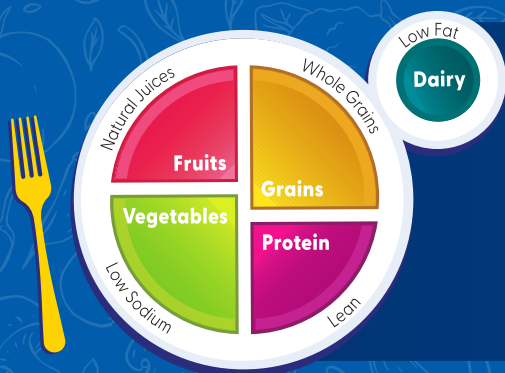 Low Fat
Dairy
Natural Juices
Whole Grains
Fruits
Grains
Vegetables
Protein
Low Sodium
Lean